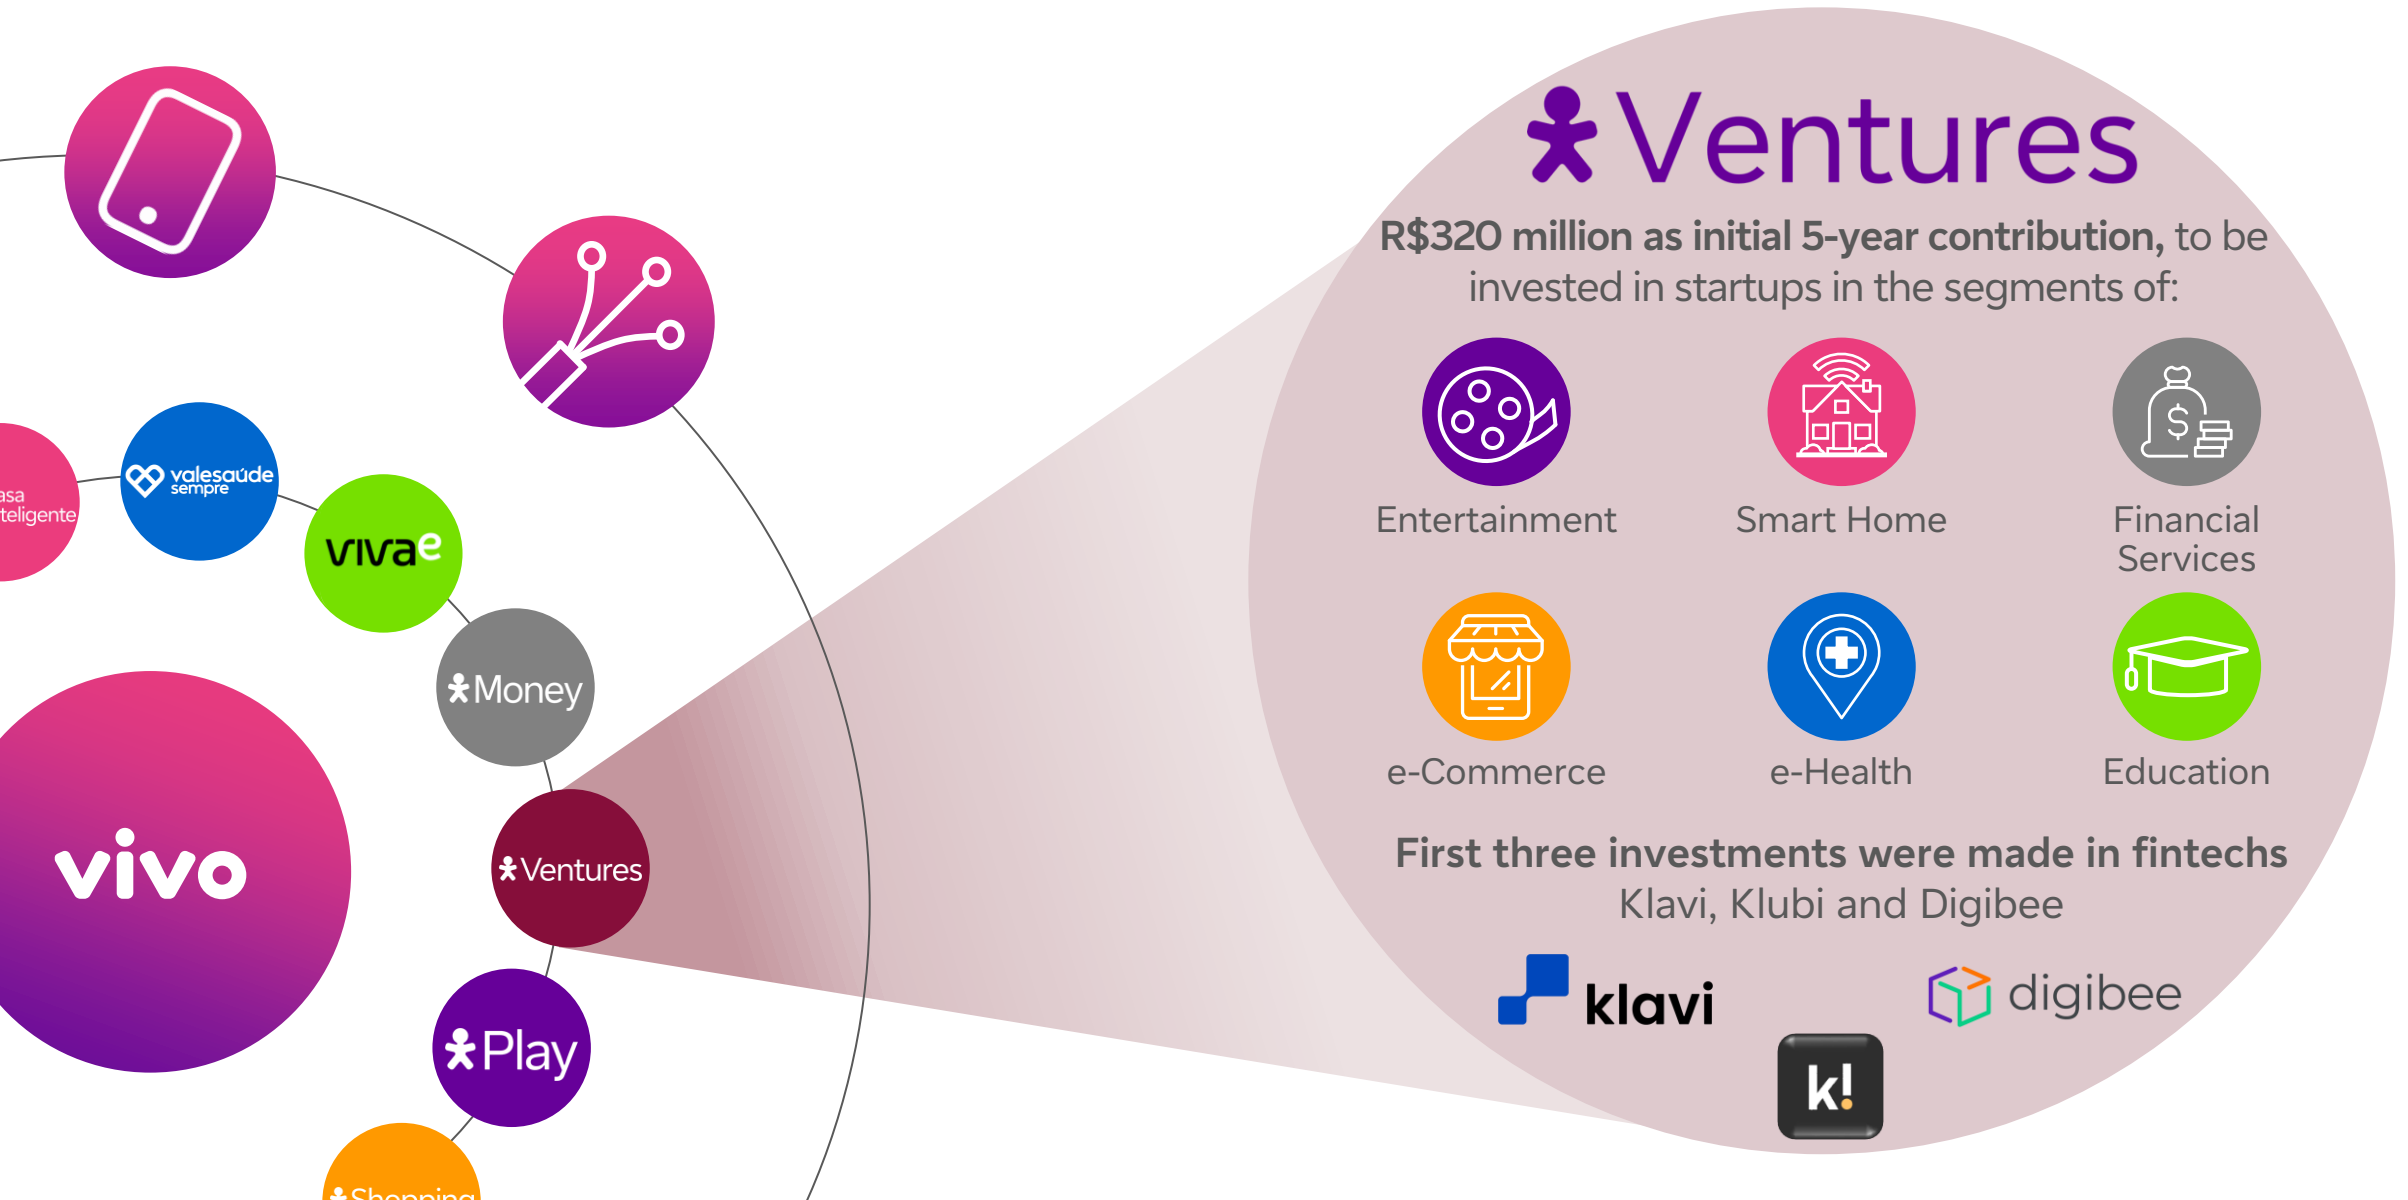 asa
teligente
valesaúde
sempre
vivae
Money
vivo
Ventures
Play
Shopping
Ventures
R$320 million as initial 5-year contribution, to be
invested in startups in the segments of:
Entertainment
Smart Home
Financial
Services
e-Commerce
e-Health
Education
First three investments were made in fintechs
Klavi, Klubi and Digibee
klavi
digibee
k!